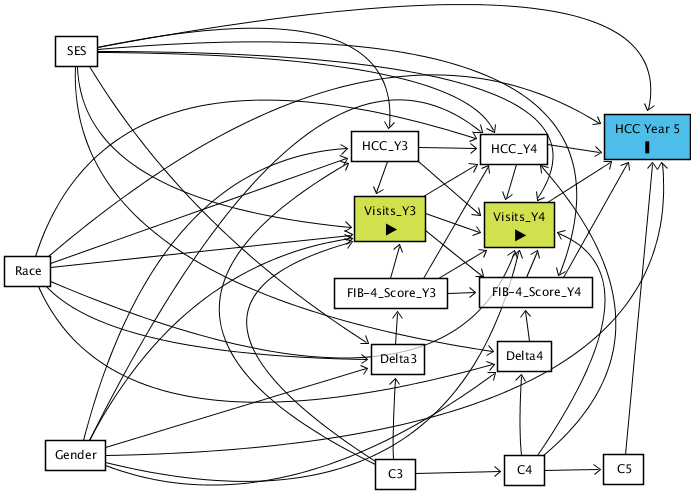 SES
HCC Year 5
HCC_Y3
HCC_Y4
Visits_Y3
Visits_Y4
Race
FIB-4_Score_Y3
FIB-4_Score_Y4
Delta3
Delta4
Gender
C3
C4
C5